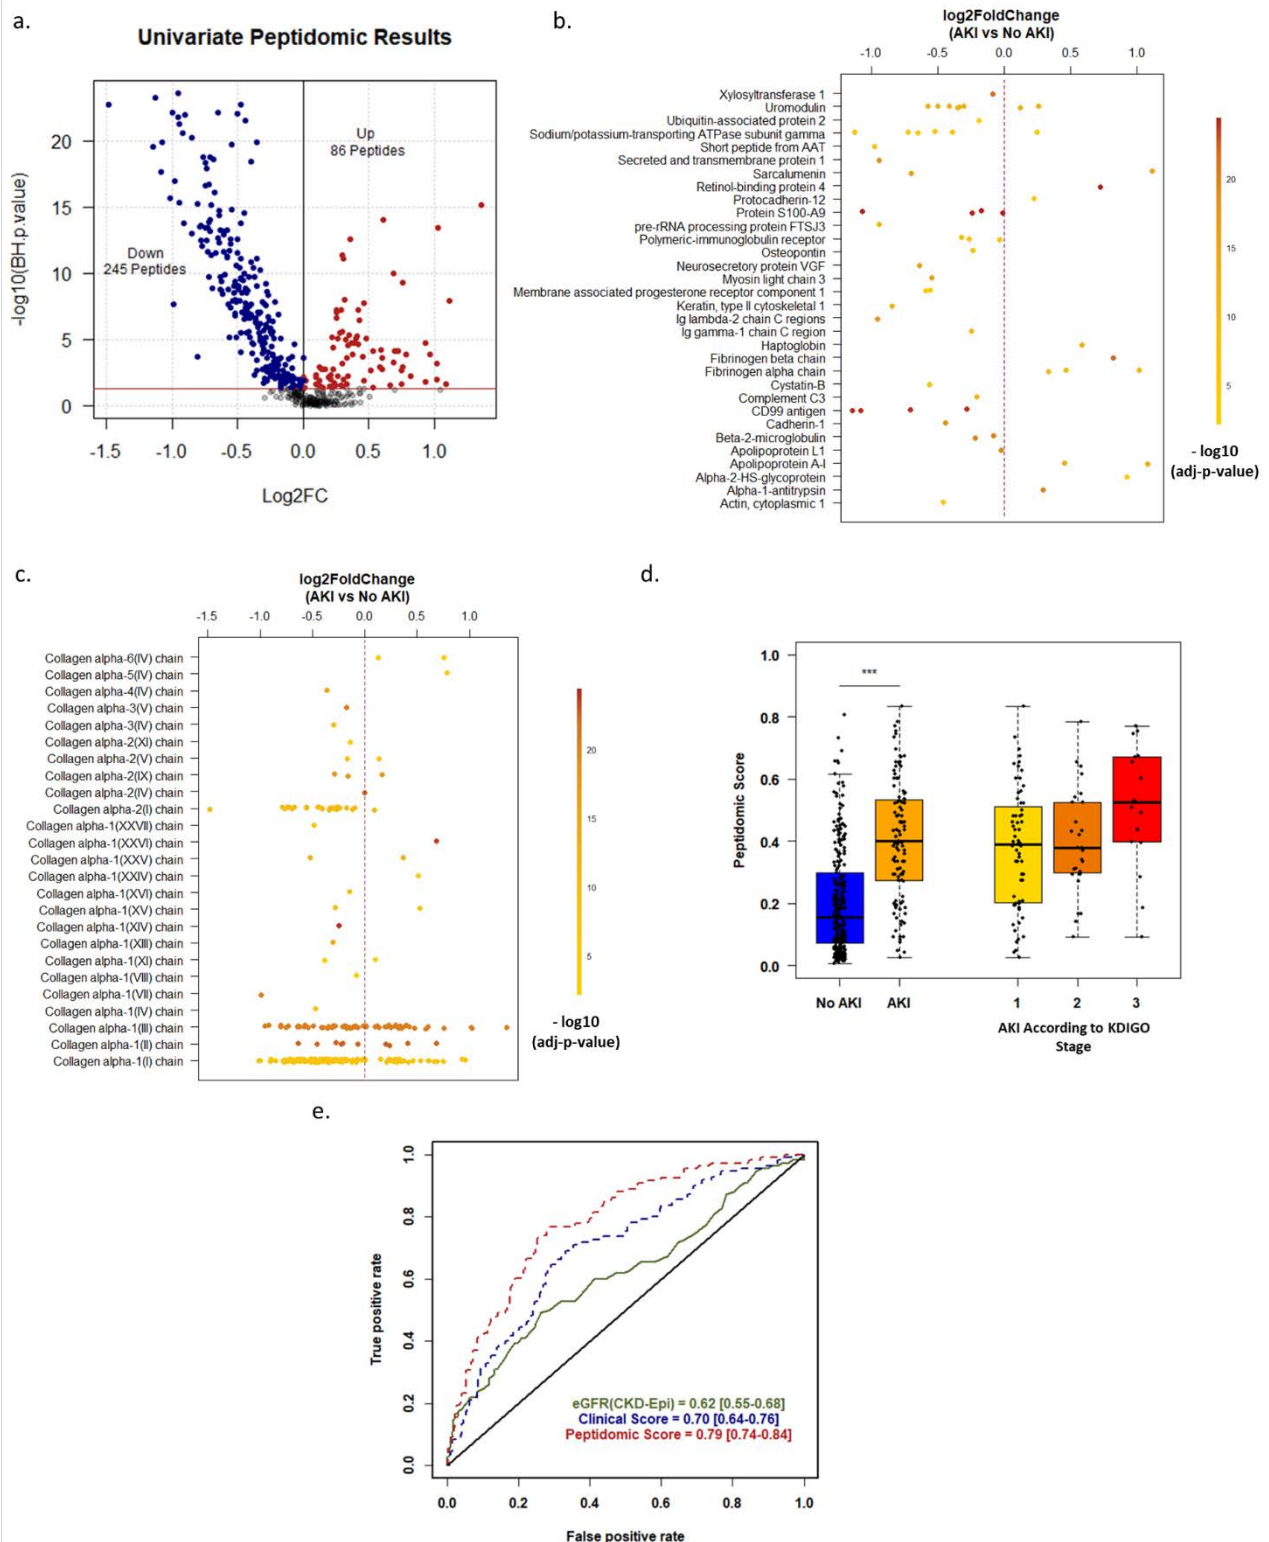 a.
Univariate Peptidomic Results
-log10(BH.p.value)
20
15
10
5
0
Up
86 Peptides
Down
245 Peptides
-1.5 -1.0 -0.5 0.0 0.5 1.0
Log2FC
b.
log2FoldChange
(AKI vs No AKI)
-1.0 -0.5 0.0 0.5 1.0
Xylosyltransferase 1
Uromodulin
Ubiquitin-associated protein 2
Sodium/potassium-transporting ATPase subunit gamma
Short peptide from AAT
Secreted and transmembrane protein 1
Sarcalumenin
Retinol-binding protein 4
Protocadherin-12
Protein S100-A9
pre-rRNA processing protein FTSJ3
Polymeric-immunoglobulin receptor
Osteopontin
Neurosecretory protein VGF
Myosin light chain 3
Membrane associated progesterone receptor component 1
Keratin, type II cytoskeletal 1
Ig lambda-2 chain C regions
Ig gamma-1 chain C region
Haptoglobin
Fibrinogen beta chain
Fibrinogen alpha chain
Cystatin-B
Complement C3
CD99 antigen
Cadherin-1
Beta-2-microglobulin
Apolipoprotein L1
Apolipoprotein A-I
Alpha-2-HS-glycoprotein
Alpha-1-antitrypsin
Actin, cytoplasmic 1
20
15
10
5
- log10
(adj-p-value)
c.
log2FoldChange
(AKI vs No AKI)
-1.5 -1.0 -0.5 0.0 0.5 1.0
Collagen alpha-6(IV) chain
Collagen alpha-5(IV) chain
Collagen alpha-4(IV) chain
Collagen alpha-3(V) chain
Collagen alpha-3(IV) chain
Collagen alpha-2(XI) chain
Collagen alpha-2(V) chain
Collagen alpha-2(IX) chain
Collagen alpha-2(IV) chain
Collagen alpha-2(I) chain
Collagen alpha-1(XXVII) chain
Collagen alpha-1(XXVI) chain
Collagen alpha-1(XXV) chain
Collagen alpha-1(XXIV) chain
Collagen alpha-1(XVI) chain
Collagen alpha-1(XV) chain
Collagen alpha-1(XIV) chain
Collagen alpha-1(XIII) chain
Collagen alpha-1(XI) chain
Collagen alpha-1(VIII) chain
Collagen alpha-1(VII) chain
Collagen alpha-1(IV) chain
Collagen alpha-1(III) chain
Collagen alpha-1(II) chain
Collagen alpha-1(I) chain
20
15
10
5
- log10
(adj-p-value)
d.
Peptidomic Score
1.0
0.8
0.6
0.4
0.2
0.0
***
No AKI AKI 1 2 3
AKI According to KDIGO
Stage
e.
True positive rate
1.0
0.8
0.6
0.4
0.2
0.0
eGFR(CKD-Epi) = 0.62 [0.55-0.68]
Clinical Score = 0.70 [0.64-0.76]
Peptidomic Score = 0.79 [0.74-0.84]
0.0 0.2 0.4 0.6 0.8 1.0
False positive rate